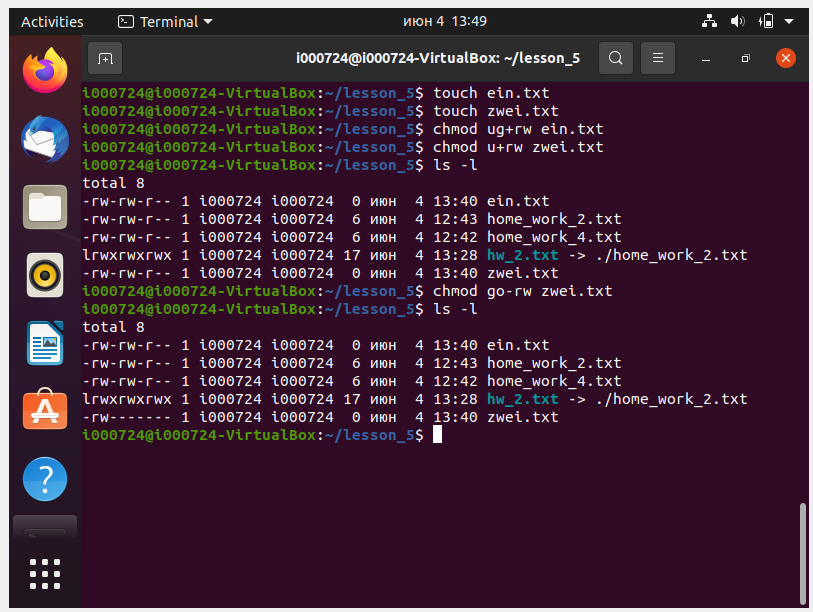 Activities Terminal июн 4 13:49
i000724@i000724-VirtualBox: ~/lesson_5
i000724@i000724-VirtualBox:~/lesson_5$ touch ein.txt
i000724@i000724-VirtualBox:~/lesson_5$ touch zwei.txt
i000724@i000724-VirtualBox:~/lesson_5$ chmod ug+rw ein.txt
i000724@i000724-VirtualBox:~/lesson_5$ chmod u+rw zwei.txt
i000724@i000724-VirtualBox:~/lesson_5$ ls -l
total 8
-rw-rw-r-- 1 i000724 i000724  0 июн  4 13:40 ein.txt
-rw-rw-r-- 1 i000724 i000724  6 июн  4 12:43 home_work_2.txt
-rw-rw-r-- 1 i000724 i000724  6 июн  4 12:42 home_work_4.txt
lrwxrwxrwx 1 i000724 i000724 17 июн  4 13:28 hw_2.txt -> ./home_work_2.txt
-rw-rw-r-- 1 i000724 i000724  0 июн  4 13:40 zwei.txt
i000724@i000724-VirtualBox:~/lesson_5$ chmod go-rw zwei.txt
i000724@i000724-VirtualBox:~/lesson_5$ ls -l
total 8
-rw-rw-r-- 1 i000724 i000724  0 июн  4 13:40 ein.txt
-rw-rw-r-- 1 i000724 i000724  6 июн  4 12:43 home_work_2.txt
-rw-rw-r-- 1 i000724 i000724  6 июн  4 12:42 home_work_4.txt
lrwxrwxrwx 1 i000724 i000724 17 июн  4 13:28 hw_2.txt -> ./home_work_2.txt
-rw------- 1 i000724 i000724  0 июн  4 13:40 zwei.txt
i000724@i000724-VirtualBox:~/lesson_5$